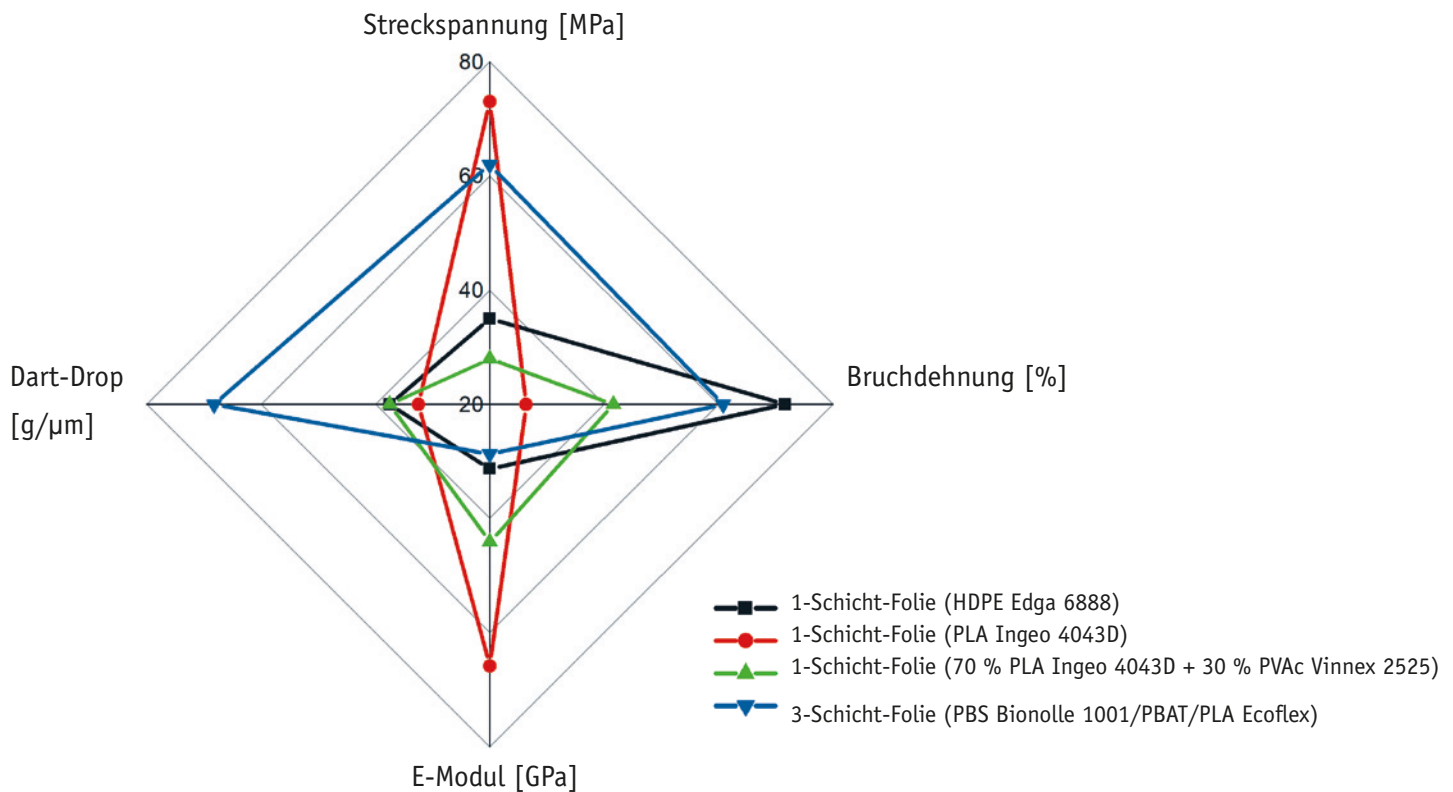 Streckspannung [MPa]
80
60
40
Dart-Drop
[g/µm]
20
Bruchdehnung [%]
1-Schicht-Folie (HDPE Edga 6888)
1-Schicht-Folie (PLA Ingeo 4043D)
1-Schicht-Folie (70 % PLA Ingeo 4043D + 30 % PVAc Vinnex 2525)
3-Schicht-Folie (PBS Bionolle 1001/PBAT/PLA Ecoflex)
E-Modul [GPa]